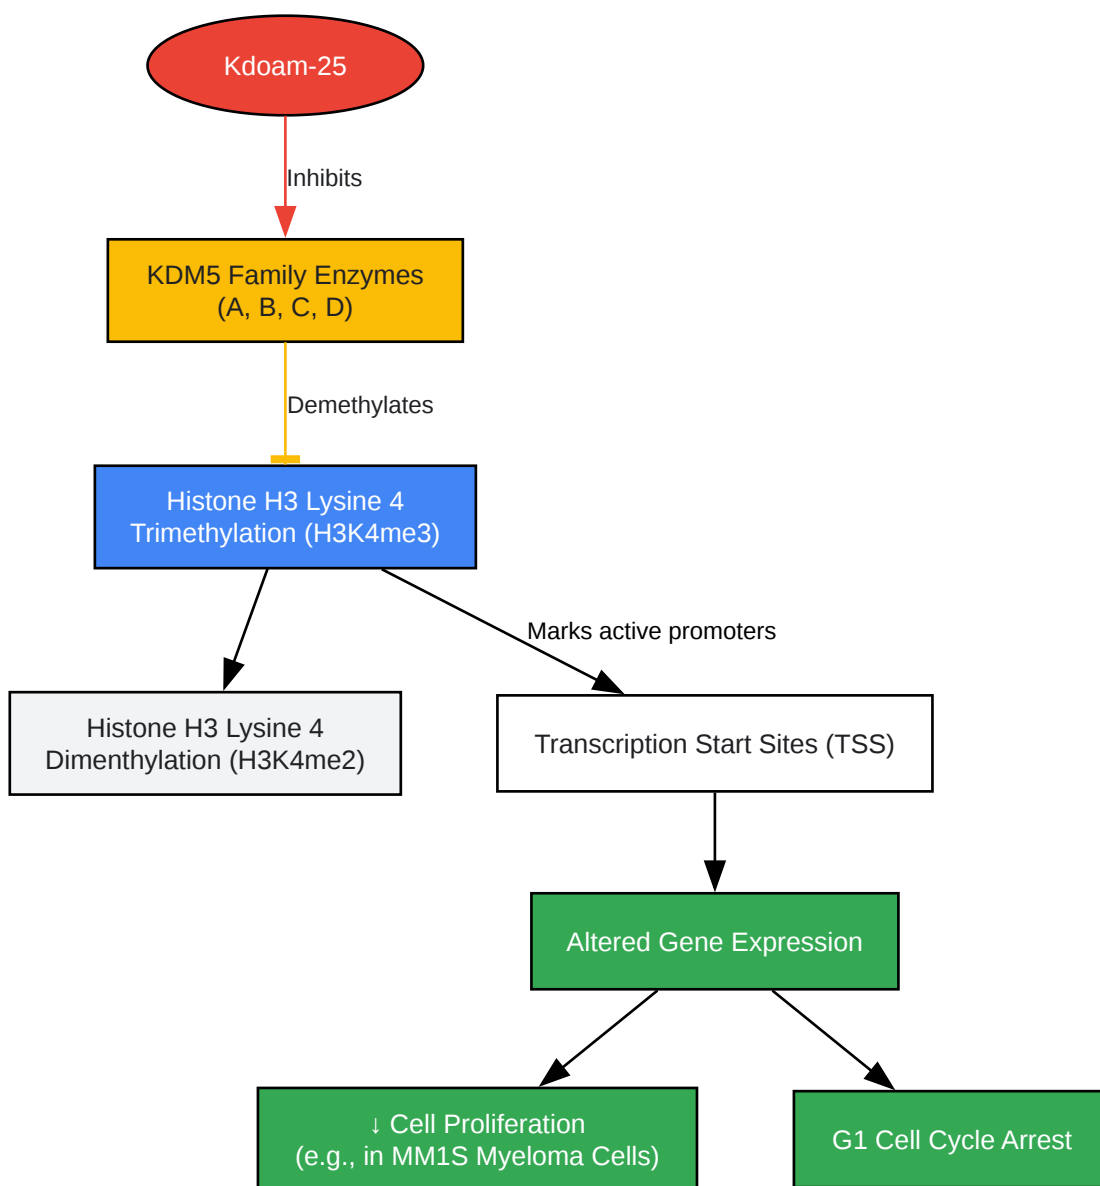 Kdoam-25
Inhibits
KDM5 Family Enzymes
(A, B, C, D)
Demethylates
Histone H3 Lysine 4
Trimethylation (H3K4me3)
Marks active promoters
Histone H3 Lysine 4
Dimenthylation (H3K4me2)
Transcription Start Sites (TSS)
Altered Gene Expression
↓ Cell Proliferation
(e.g., in MM1S Myeloma Cells)
G1 Cell Cycle Arrest